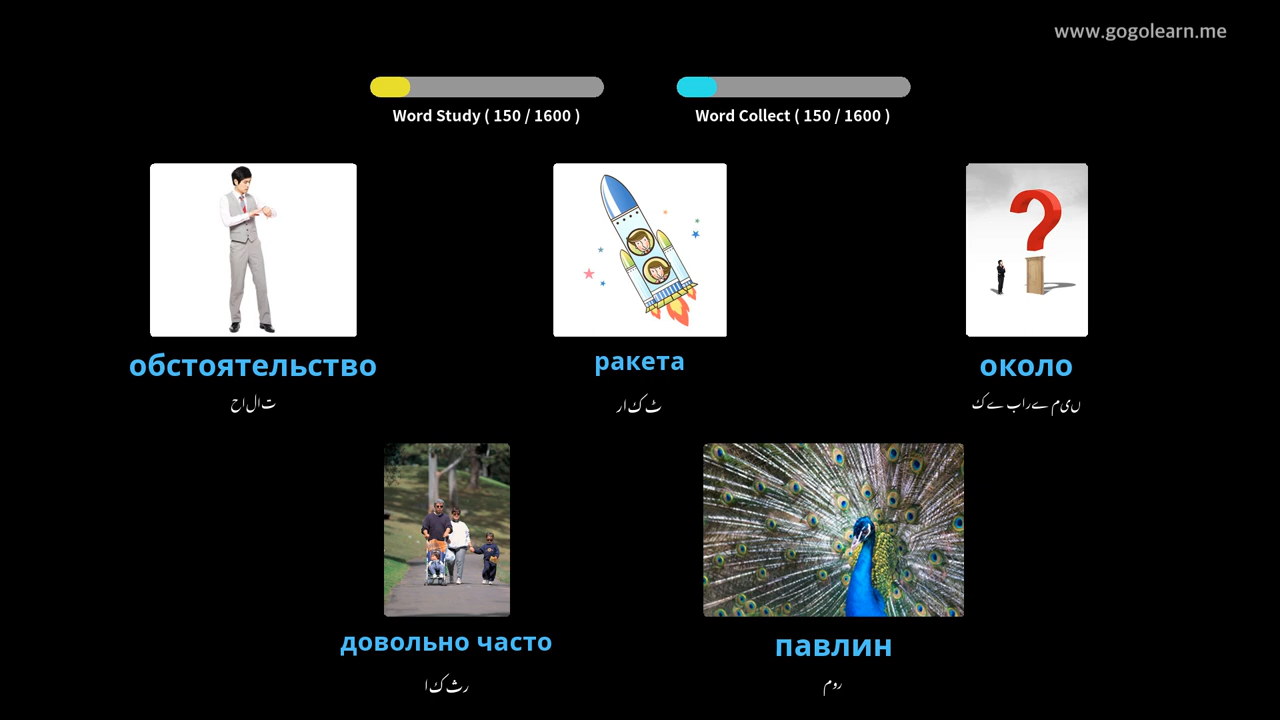 www.gogolearn.me
Word Study ( 150 / 1600 )
Word Collect ( 150 / 1600 )
обстоятельство
حالات
ракета
راکٹ
около
کے بارے میں
довольно часто
اکثر
павлин
مور